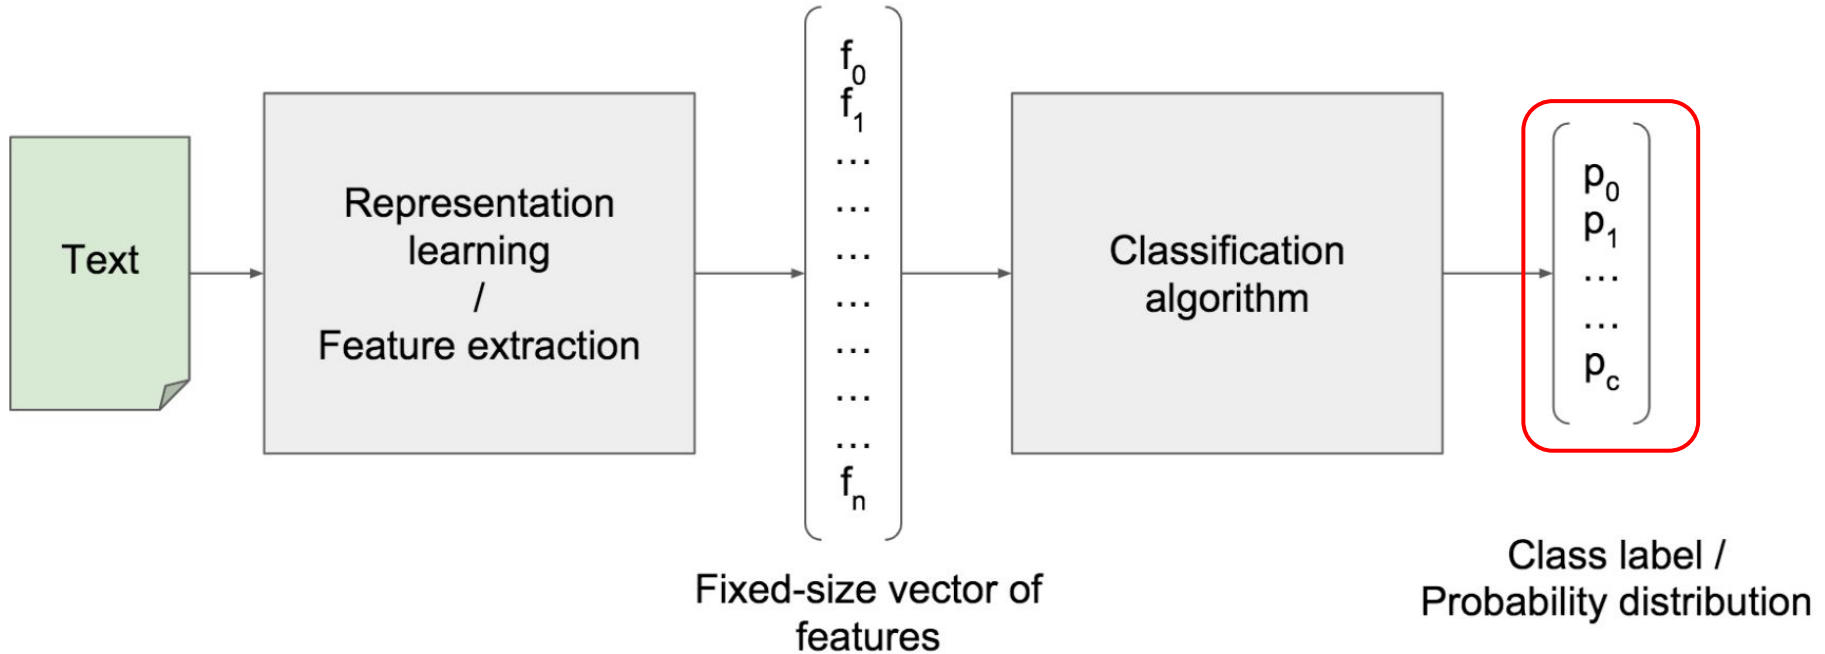 Text
Representation
learning
/
Feature extraction
f₀
f₁
...
...
...
...
...
...
...
fₙ
Fixed-size vector of
features
Classification
algorithm
p₀
p₁
...
...
p_c
Class label /
Probability distribution